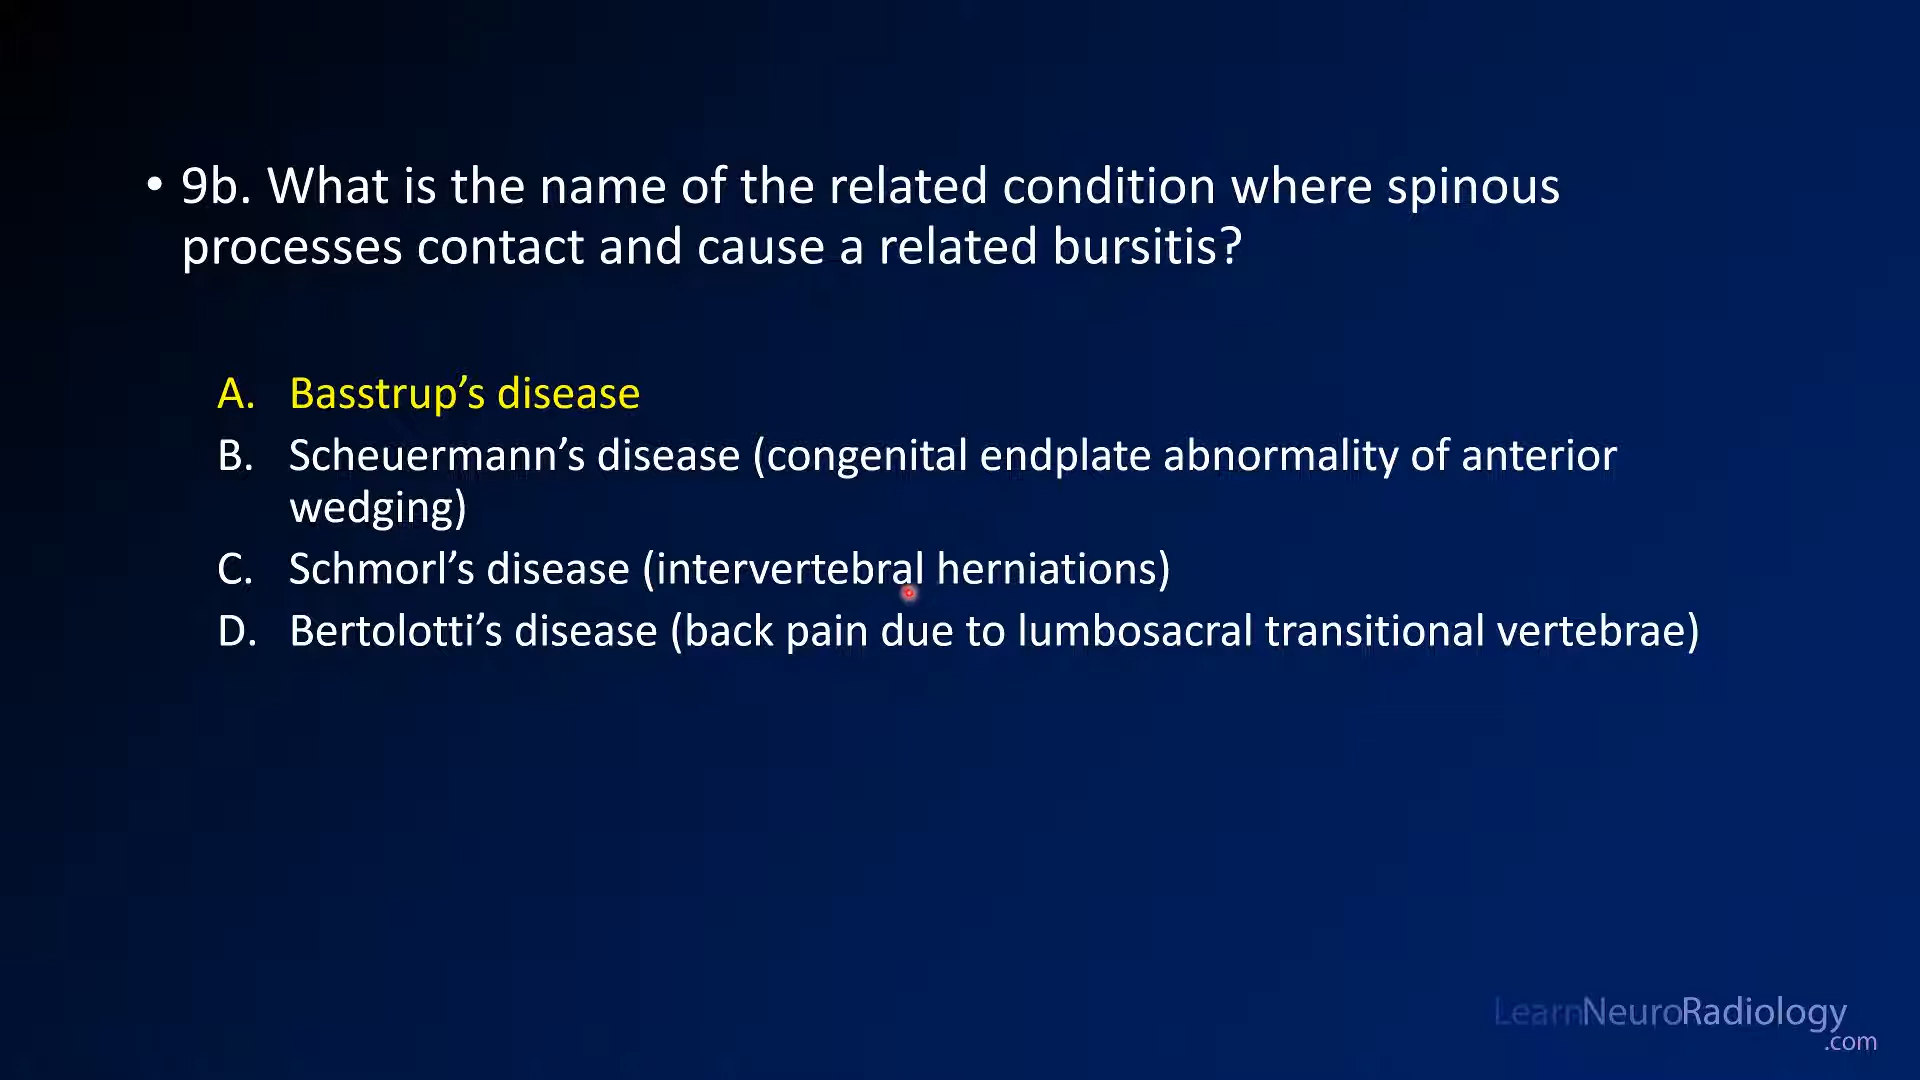 • 9b. What is the name of the related condition where spinous
processes contact and cause a related bursitis?
A. Basstrup’s disease
B. Scheuermann’s disease (congenital endplate abnormality of anterior
wedging)
C. Schmorl’s disease (intervertebral herniations)
D. Bertolotti’s disease (back pain due to lumbosacral transitional vertebrae)
LearnNeuroRadiology
.com